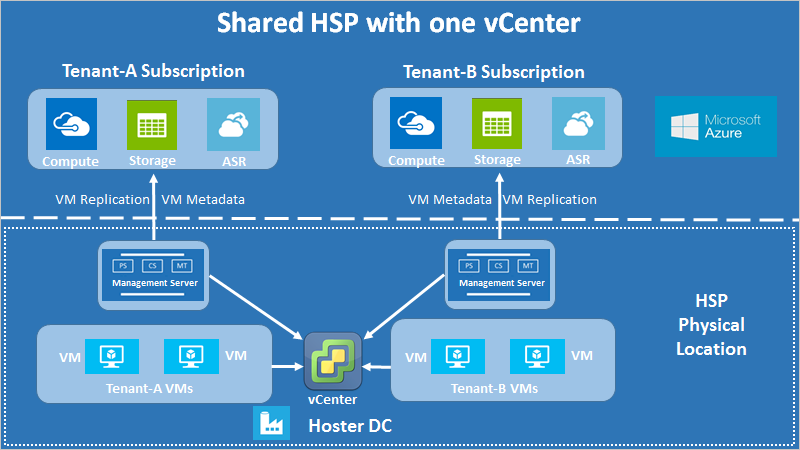 Shared HSP with one vCenter
Tenant-A Subscription
Tenant-B Subscription
Compute
Storage
ASR
Compute
Storage
ASR
Microsoft
Azure
VM Replication
VM Metadata
VM Metadata
VM Replication
PS
CS
MT
Management Server
PS
CS
MT
Management Server
HSP
Physical
Location
VM
VM
Tenant-A VMs
vCenter
VM
VM
Tenant-B VMs
Hoster DC